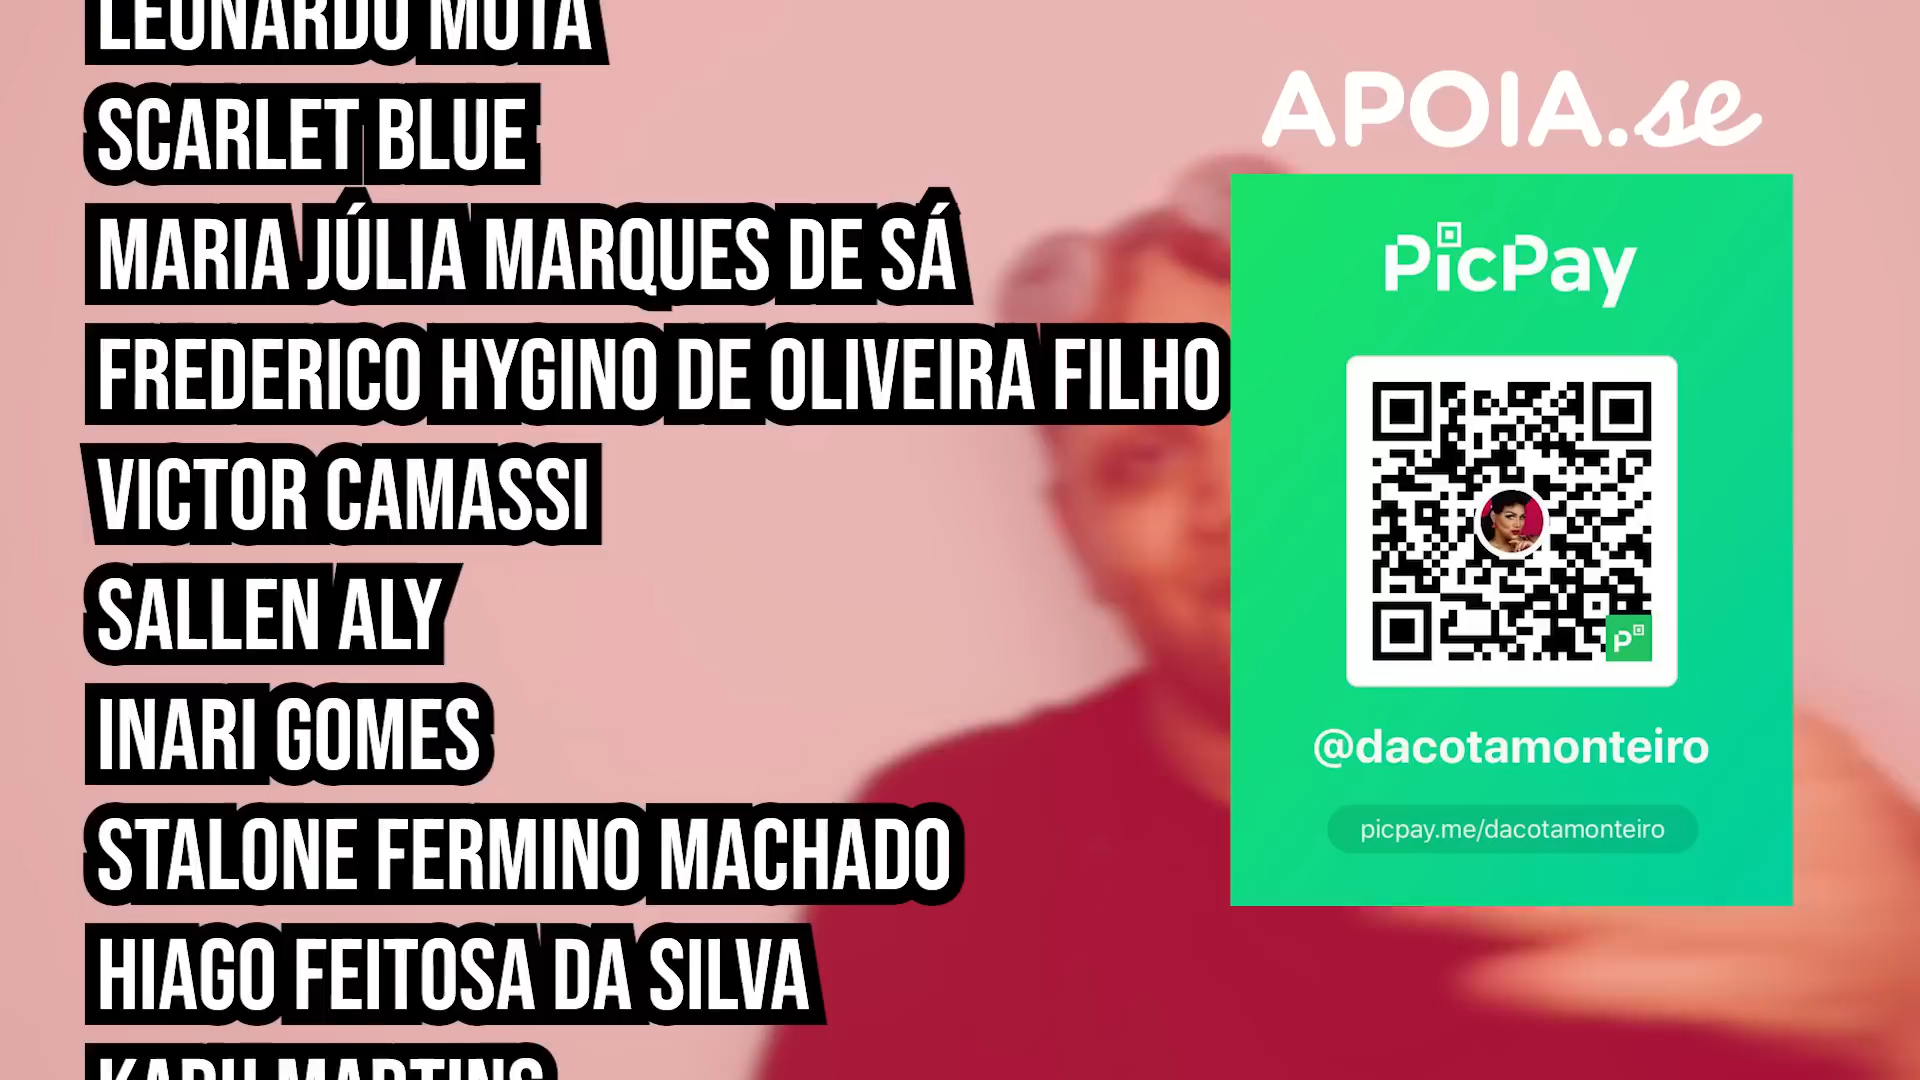 LEONARDO MOTA
SCARLET BLUE
MARIA JÚLIA MARQUES DE SÁ
FREDERICO HYGINO DE OLIVEIRA FILHO
VICTOR CAMASSI
SALLEN ALY
INARI GOMES
STALONE FERMINO MACHADO
HIAGO FEITOSA DA SILVA
MARTINS
APOIA.se
PicPay
@dacotamonteiro
picpay.me/dacotamonteiro